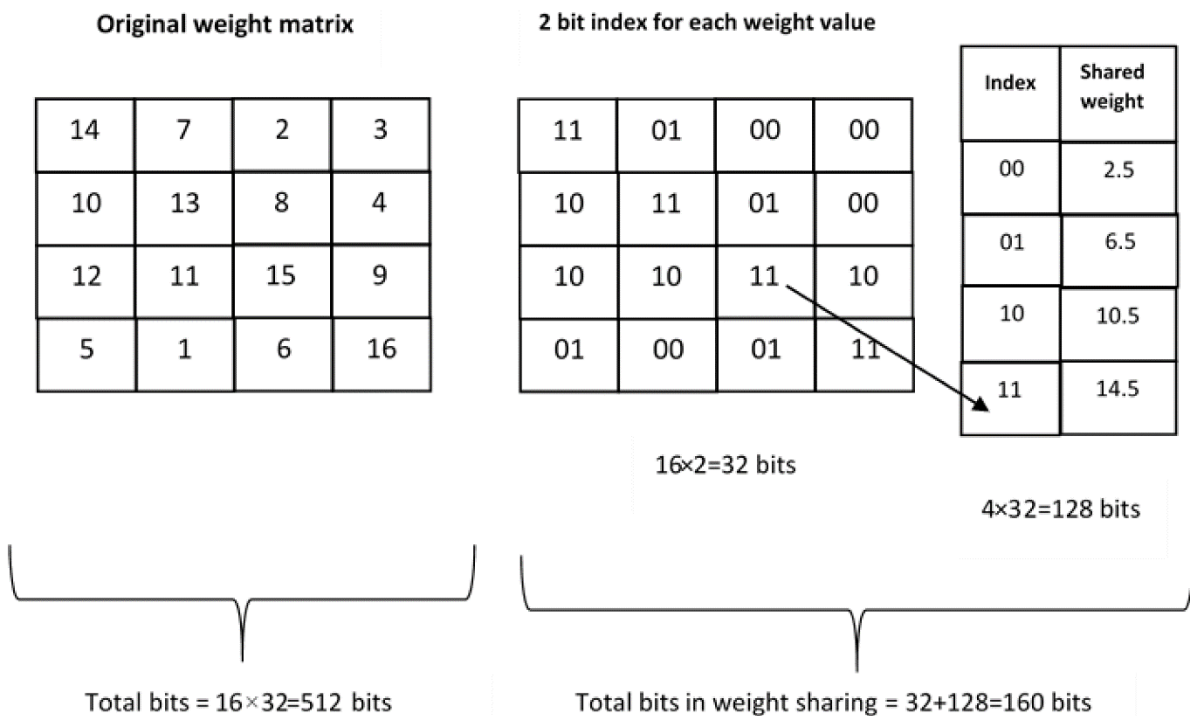 Original weight matrix
2 bit index for each weight value
14 7 2 3
10 13 8 4
12 11 15 9
5 1 6 16
11 01 00 00
10 11 01 00
10 10 11 10
01 00 01 11
Index Shared
weight
00 2.5
01 6.5
10 10.5
11 14.5
16×2=32 bits
4×32=128 bits
Total bits = 16×32=512 bits
Total bits in weight sharing = 32+128=160 bits